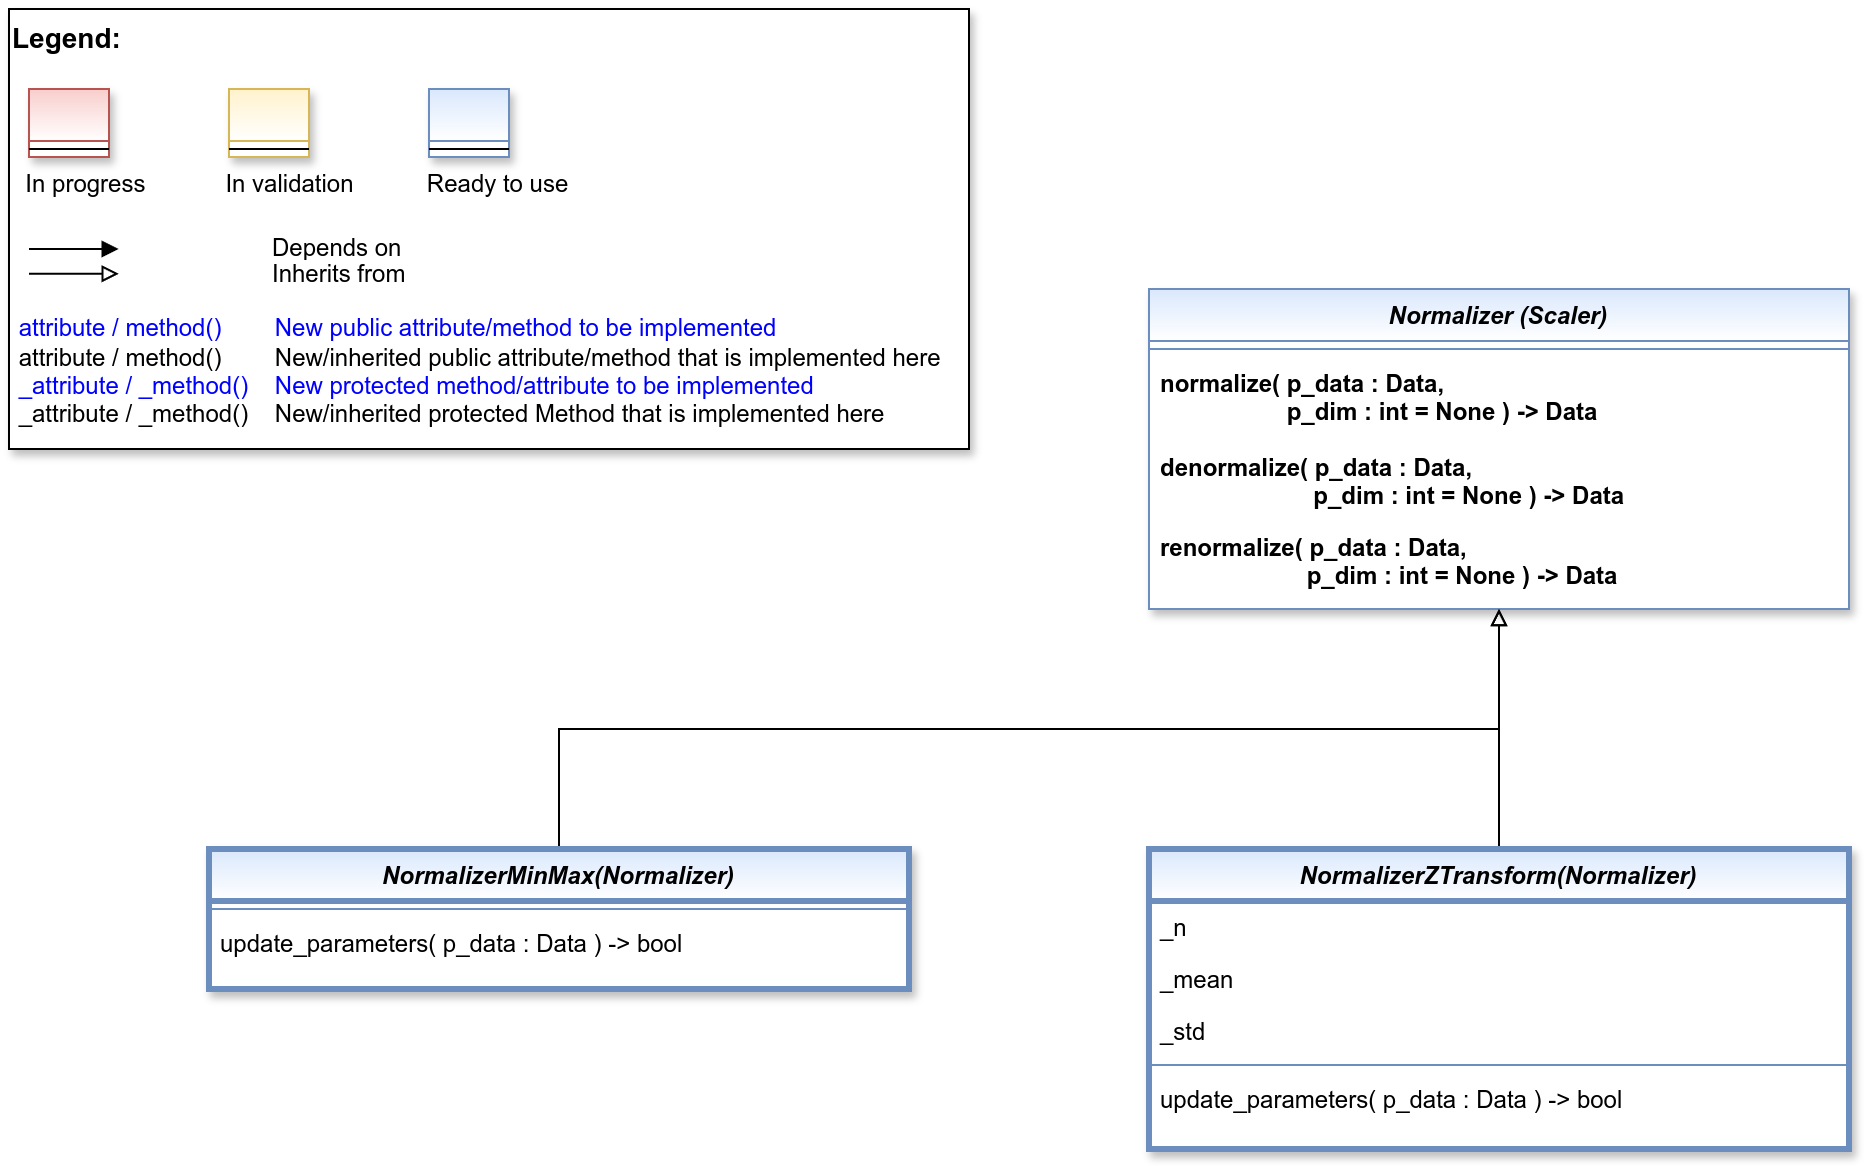 Legend:
In progress
In validation
Ready to use
Depends on
Inherits from
attribute / method() New public attribute/method to be implemented
attribute / method() New/inherited public attribute/method that is implemented here
_attribute / _method() New protected method/attribute to be implemented
_attribute / _method() New/inherited protected Method that is implemented here
Normalizer (Scaler)
normalize( p_data : Data,
p_dim : int = None ) -> Data
denormalize( p_data : Data,
p_dim : int = None ) -> Data
renormalize( p_data : Data,
p_dim : int = None ) -> Data
NormalizerMinMax(Normalizer)
update_parameters( p_data : Data ) -> bool
NormalizerZTransform(Normalizer)
_n
_mean
_std
update_parameters( p_data : Data ) -> bool